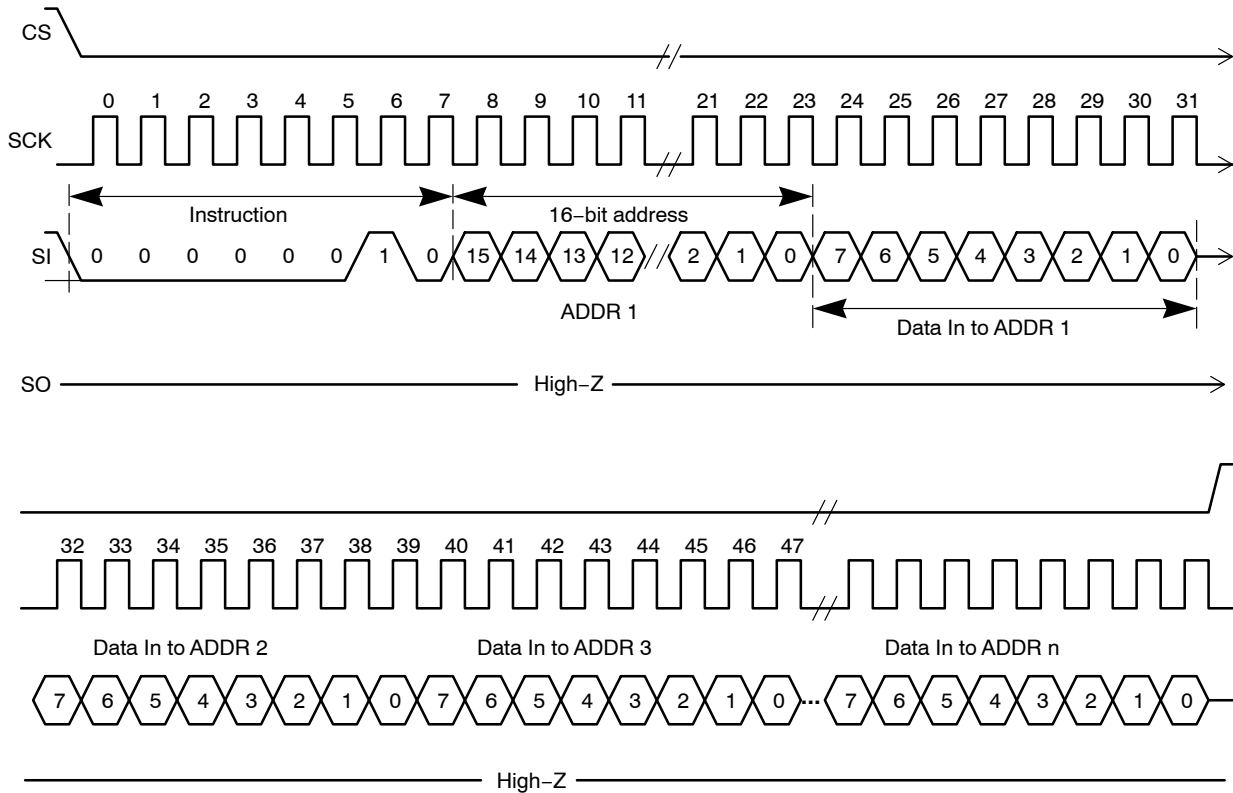 CS
0 1 2 3 4 5 6 7 8 9 10 11 21 22 23 24 25 26 27 28 29 30 31
SCK
Instruction 16−bit address
SI 0 0 0 0 0 0 1 0 15 14 13 12 2 1 0 7 6 5 4 3 2 1 0
ADDR 1 Data In to ADDR 1
SO High−Z
32 33 34 35 36 37 38 39 40 41 42 43 44 45 46 47
Data In to ADDR 2 Data In to ADDR 3 Data In to ADDR n
7 6 5 4 3 2 1 0 7 6 5 4 3 2 1 0 ... 7 6 5 4 3 2 1 0
High−Z